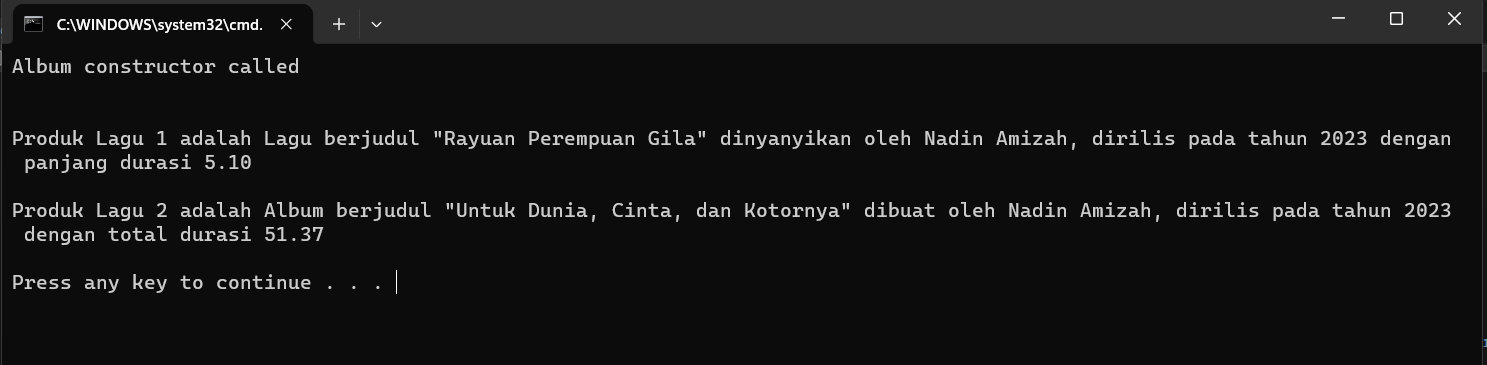 C:\WINDOWS\system32\cmd.
Album constructor called
Produk Lagu 1 adalah Lagu berjudul "Rayuan Perempuan Gila" dinyanyikan oleh Nadin Amizah, dirilis pada tahun 2023 dengan
panjang durasi 5.10
Produk Lagu 2 adalah Album berjudul "Untuk Dunia, Cinta, dan Kotornya" dibuat oleh Nadin Amizah, dirilis pada tahun 2023
dengan total durasi 51.37
Press any key to continue . . .